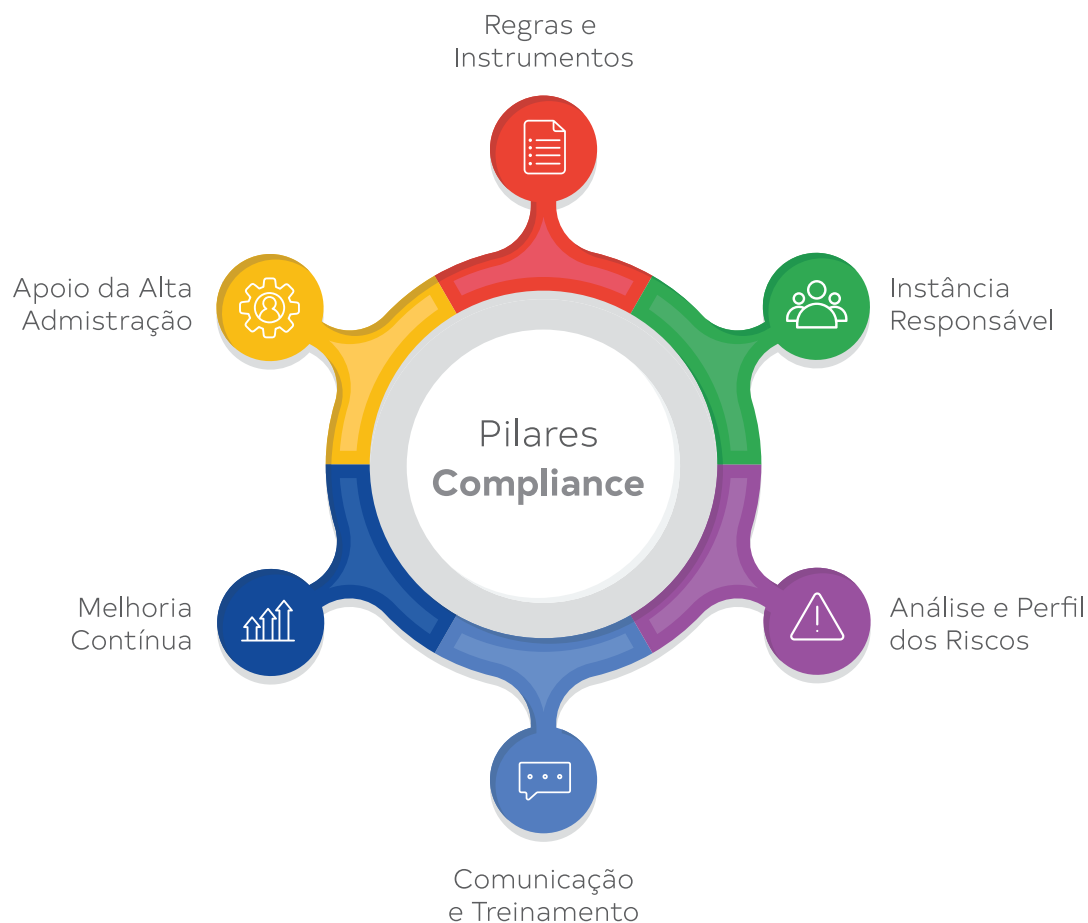 Regras e
Instrumentos
Apoio da Alta
Admistração
Instância
Responsável
Pilares
Compliance
Melhoria
Contínua
Análise e Perfil
dos Riscos
Comunicação
e Treinamento